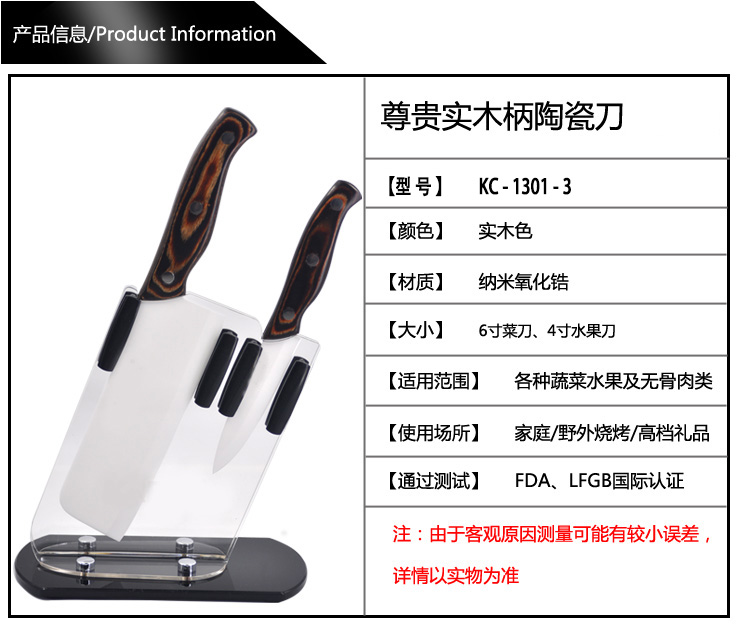 产品信息/Product Information
尊贵实木柄陶瓷刀
【型 号】 KC - 1301 - 3
【颜色】 实木色
【材质】 纳米氧化锆
【大小】 6寸菜刀、4寸水果刀
【适用范围】 各种蔬菜水果及无骨肉类
【使用场所】 家庭/野外烧烤/高档礼品
【通过测试】 FDA、LFGB国际认证
注：由于客观原因测量可能有较小误差，
详情以实物为准